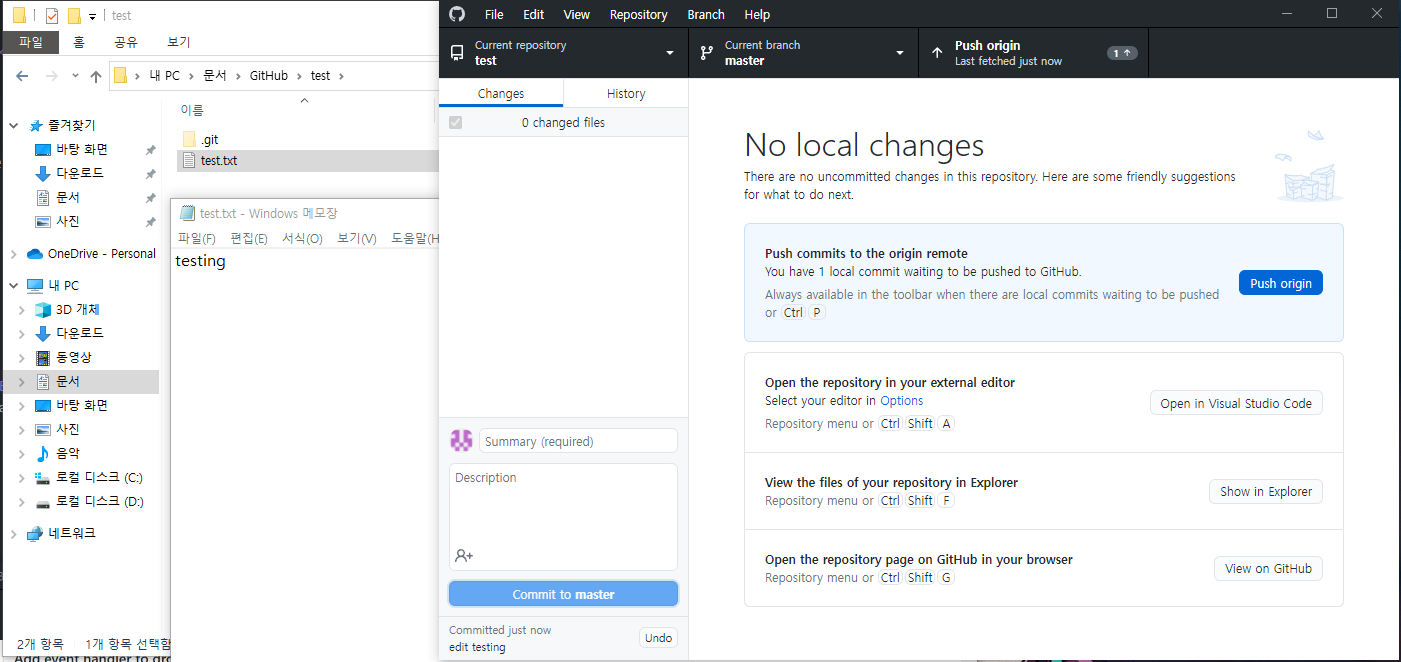 test
파일
홈
공유
보기
내 PC
문서
GitHub
test
이름
.git
test.txt
즐겨찾기
바탕 화면
다운로드
문서
사진
OneDrive - Personal
내 PC
3D 개체
다운로드
동영상
문서
바탕 화면
사진
음악
로컬 디스크 (C:)
로컬 디스크 (D:)
네트워크
2개 항목
1개 항목 선택함
Add event handler to
test.txt - Windows 메모장
파일(F) 편집(E) 서식(O) 보기(V) 도움말(H
testing
File Edit View Repository Branch Help
Current repository
test
Current branch
master
Push origin
Last fetched just now
1
Changes
History
0 changed files
Summary (required)
Description
Commit to master
Committed just now
edit testing
Undo
No local changes
There are no uncommitted changes in this repository. Here are some friendly suggestions
for what to do next.
Push commits to the origin remote
You have 1 local commit waiting to be pushed to GitHub.
Always available in the toolbar when there are local commits waiting to be pushed
or Ctrl P
Push origin
Open the repository in your external editor
Select your editor in Options
Repository menu or Ctrl Shift A
Open in Visual Studio Code
View the files of your repository in Explorer
Repository menu or Ctrl Shift F
Show in Explorer
Open the repository page on GitHub in your browser
Repository menu or Ctrl Shift G
View on GitHub